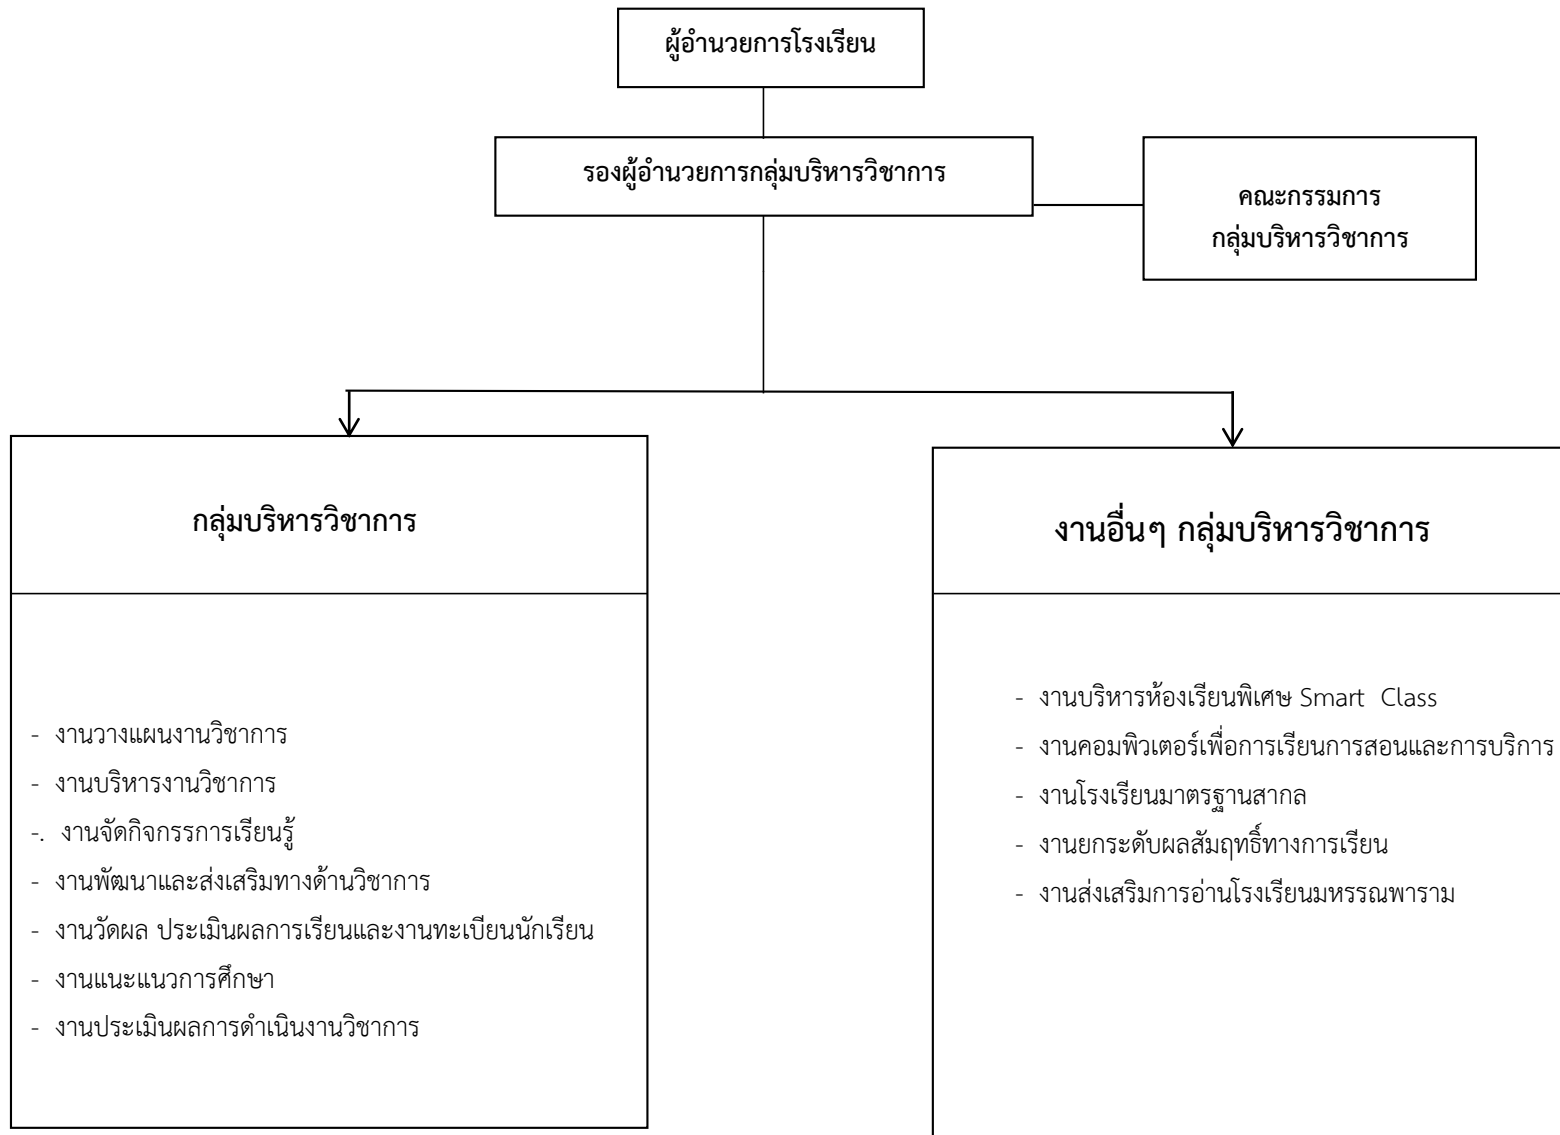 ผู้อำนวยการโรงเรียน
รองผู้อำนวยการกลุ่มบริหารวิชาการ
คณะกรรมการ
กลุ่มบริหารวิชาการ
กลุ่มบริหารวิชาการ
- งานวางแผนงานวิชาการ
- งานบริหารงานวิชาการ
-. งานจัดกิจกรรการเรียนรู้
- งานพัฒนาและส่งเสริมทางด้านวิชาการ
- งานวัดผล ประเมินผลการเรียนและงานทะเบียนนักเรียน
- งานแนะแนวการศึกษา
- งานประเมินผลการดำเนินงานวิชาการ
งานอื่นๆ กลุ่มบริหารวิชาการ
- งานบริหารห้องเรียนพิเศษ Smart Class
- งานคอมพิวเตอร์เพื่อการเรียนการสอนและการบริการ
- งานโรงเรียนมาตรฐานสากล
- งานยกระดับผลสัมฤทธิ์ทางการเรียน
- งานส่งเสริมการอ่านโรงเรียนมหรรณพาราม